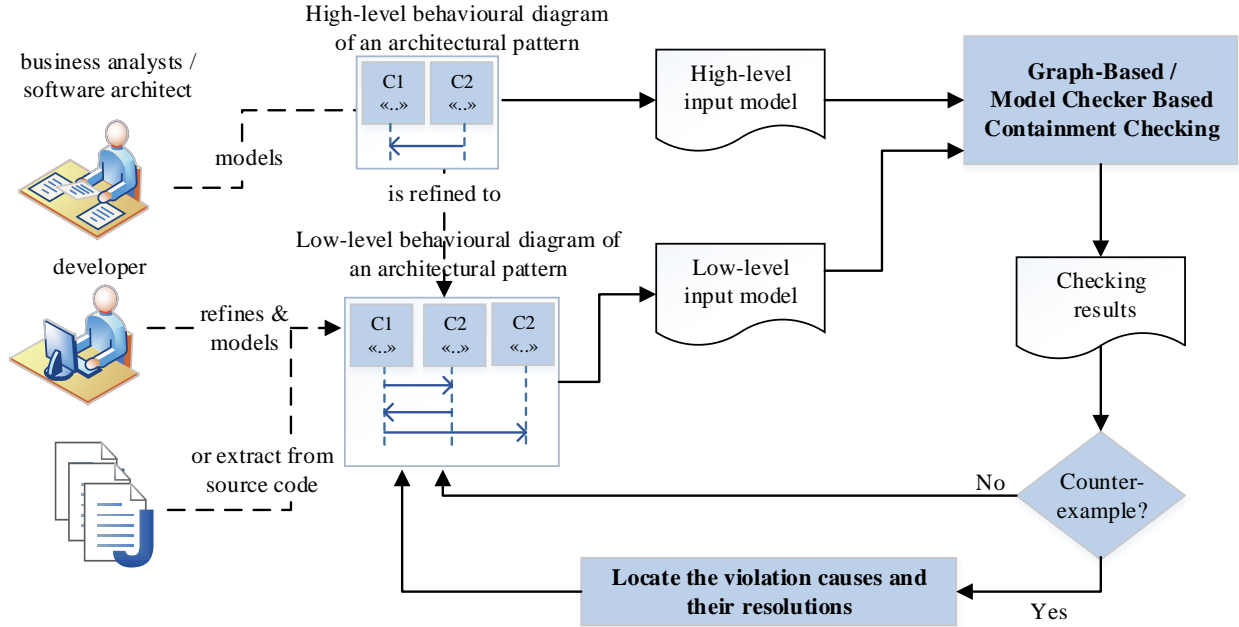 High-level behavioural diagram
of an architectural pattern
business analysts /
software architect
C1
«..»
C2
«..»
models
High-level
input model
Graph-Based /
Model Checker Based
Containment Checking
is refined to
Low-level behavioural diagram of
an architectural pattern
developer
refines &
models
C1
«..»
C2
«..»
C2
«..»
Low-level
input model
Checking
results
or extract from
source code
J
No
Counter-
example?
Yes
Locate the violation causes and
their resolutions